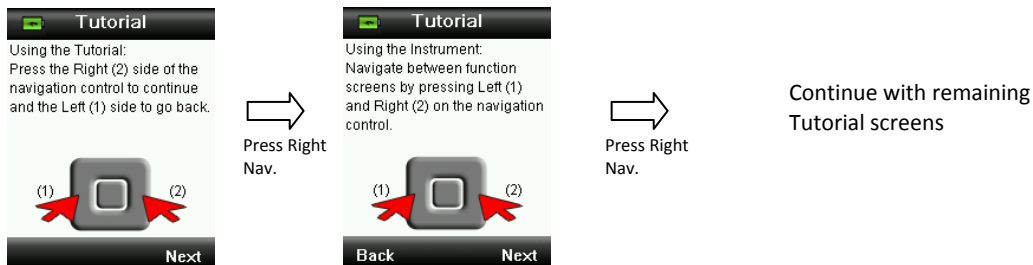 Tutorial
Using the Tutorial:
Press the Right (2) side of the
navigation control to continue
and the Left (1) side to go back.
(1)
(2)
Next
Press Right
Nav.
Tutorial
Using the Instrument:
Navigate between function
screens by pressing Left (1)
and Right (2) on the navigation
control.
(1)
(2)
Back
Next
Press Right
Nav.
Continue with remaining
Tutorial screens